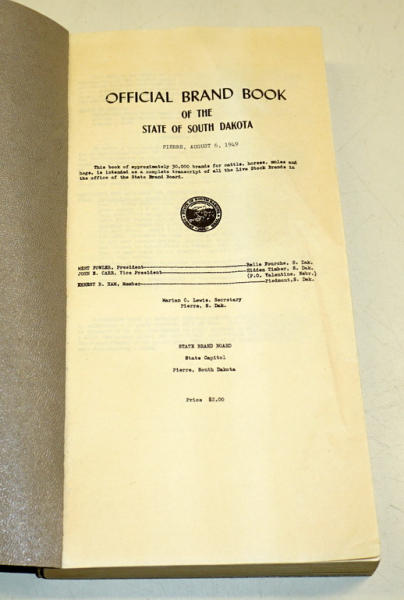 OFFICIAL BRAND BOOK
OF THE
STATE OF SOUTH DAKOTA
PIERRE, AUGUST 6, 1949
This book of approximately 30,000 brands for cattle, horses, mules and
hogs, is intended as a complete transcript of all the Live Stock Brands in
the office of the State Brand Board.
WERT FOWLER, President Belle Fourche, S. Dak.
JOHN E. CARR, Vice President Hidden Timber, S. Dak.
(P.O. Valentine, Nebr.)
ERNEST B. HAM, Member Piedmont, S. Dak.
Marian C. Lewis, Secretary
Pierre, S. Dak.
STATE BRAND BOARD
State Capitol
Pierre, South Dakota
Price $2.00